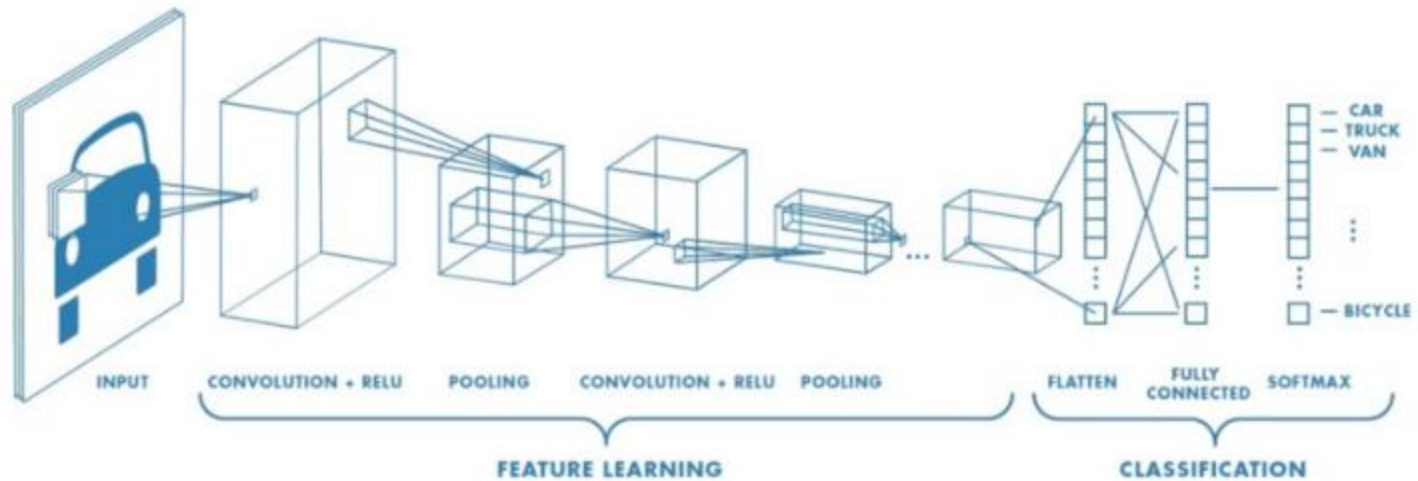 CAR
TRUCK
VAN
BICYCLE
INPUT
CONVOLUTION + RELU
POOLING
CONVOLUTION + RELU
POOLING
FLATTEN
FULLY
CONNECTED
SOFTMAX
FEATURE LEARNING
CLASSIFICATION